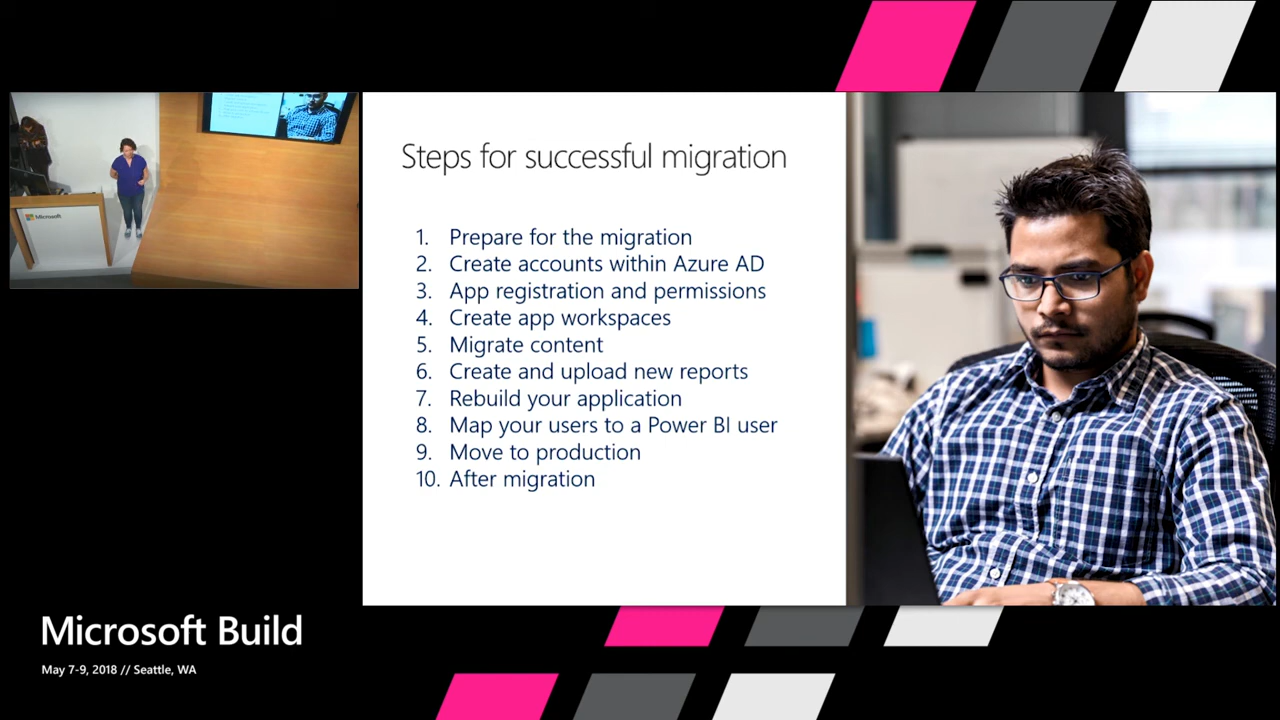 Microsoft
Steps for successful migration
1. Prepare for the migration
2. Create accounts within Azure AD
3. App registration and permissions
4. Create app workspaces
5. Migrate content
6. Create and upload new reports
7. Rebuild your application
8. Map your users to a Power BI user
9. Move to production
10. After migration
Microsoft Build
May 7-9, 2018 // Seattle, WA